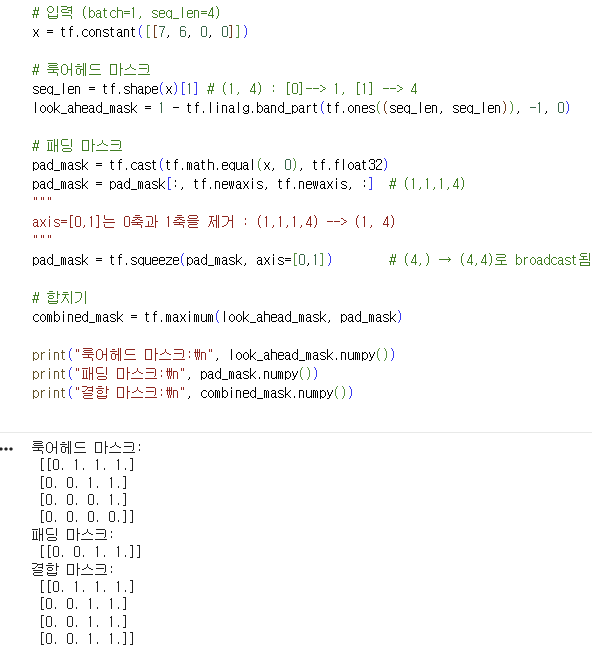 # 입력 (batch=1, seq_len=4)
x = tf.constant([[7, 6, 0, 0]])
# 룩어헤드 마스크
seq_len = tf.shape(x)[1] # (1, 4) : [0]--> 1, [1] --> 4
look_ahead_mask = 1 - tf.linalg.band_part(tf.ones((seq_len, seq_len)), -1, 0)
# 패딩 마스크
pad_mask = tf.cast(tf.math.equal(x, 0), tf.float32)
pad_mask = pad_mask[:, tf.newaxis, tf.newaxis, :]  # (1,1,1,4)
"""
axis=[0,1]는 0축과 1축을 제거 : (1,1,1,4) --> (1, 4)
"""
pad_mask = tf.squeeze(pad_mask, axis=[0,1])        # (4,) → (4,4)로 broadcast됨
# 합치기
combined_mask = tf.maximum(look_ahead_mask, pad_mask)
print("룩어헤드 마스크:₩n", look_ahead_mask.numpy())
print("패딩 마스크:₩n", pad_mask.numpy())
print("결합 마스크:₩n", combined_mask.numpy())
룩어헤드 마스크:
[[0. 1. 1. 1.]
[0. 0. 1. 1.]
[0. 0. 0. 1.]
[0. 0. 0. 0.]]
패딩 마스크:
[[0. 0. 1. 1.]]
결합 마스크:
[[0. 1. 1. 1.]
[0. 0. 1. 1.]
[0. 0. 1. 1.]
[0. 0. 1. 1.]]